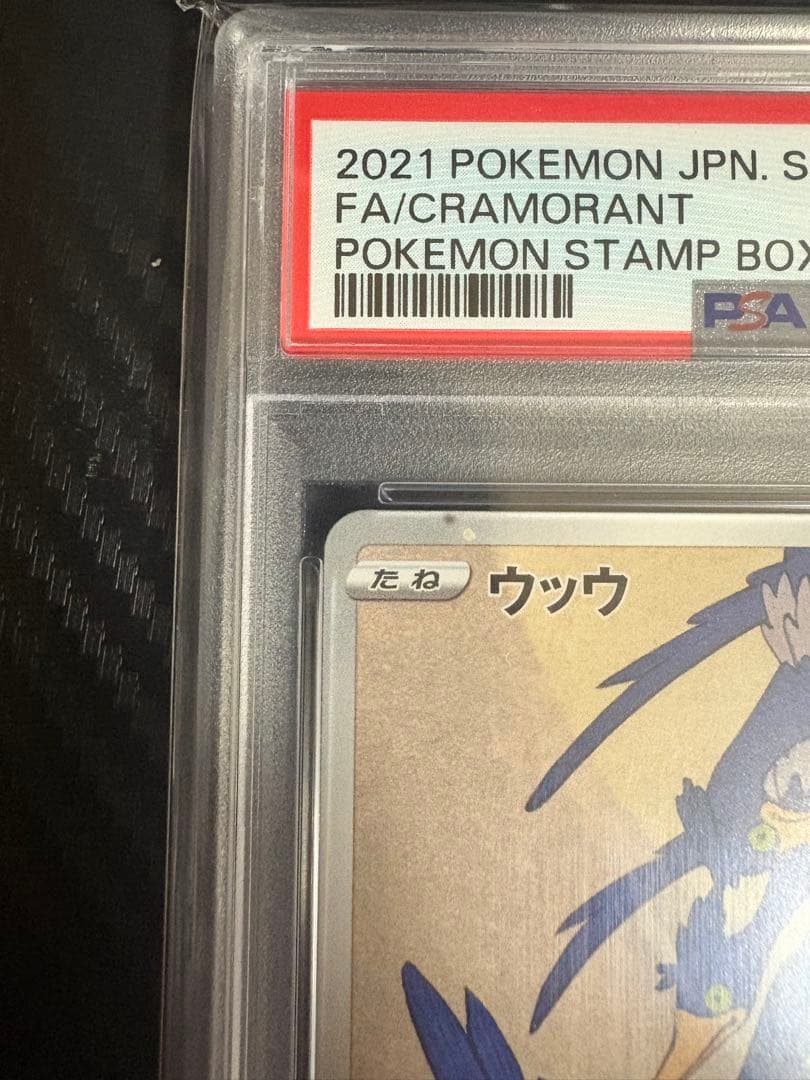 2021 POKEMON JPN. S
FA/CRAMORANT
POKEMON STAMP BOX
PSA
たね
ウッウ